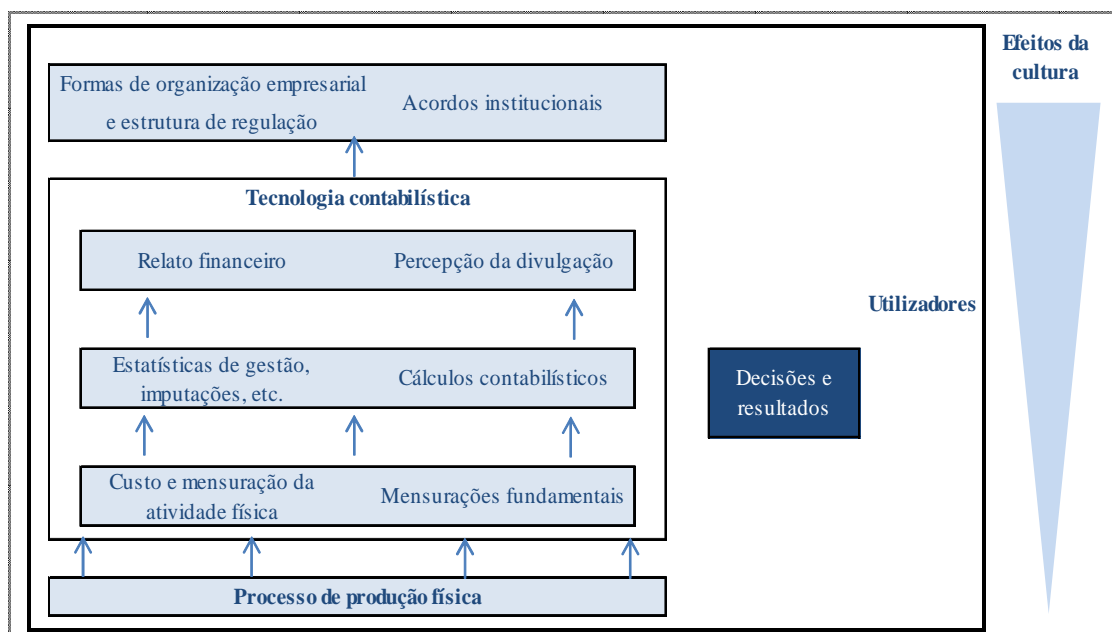 Efeitos da
cultura
Formas de organização empresarial
e estrutura de regulação
Acordos institucionais
Tecnologia contabilística
Relato financeiro
Percepção da divulgação
Utilizadores
Estatísticas de gestão,
imputações, etc.
Cálculos contabilísticos
Decisões e
resultados
Custo e mensuração da
atividade física
Mensurações fundamentais
Processo de produção física